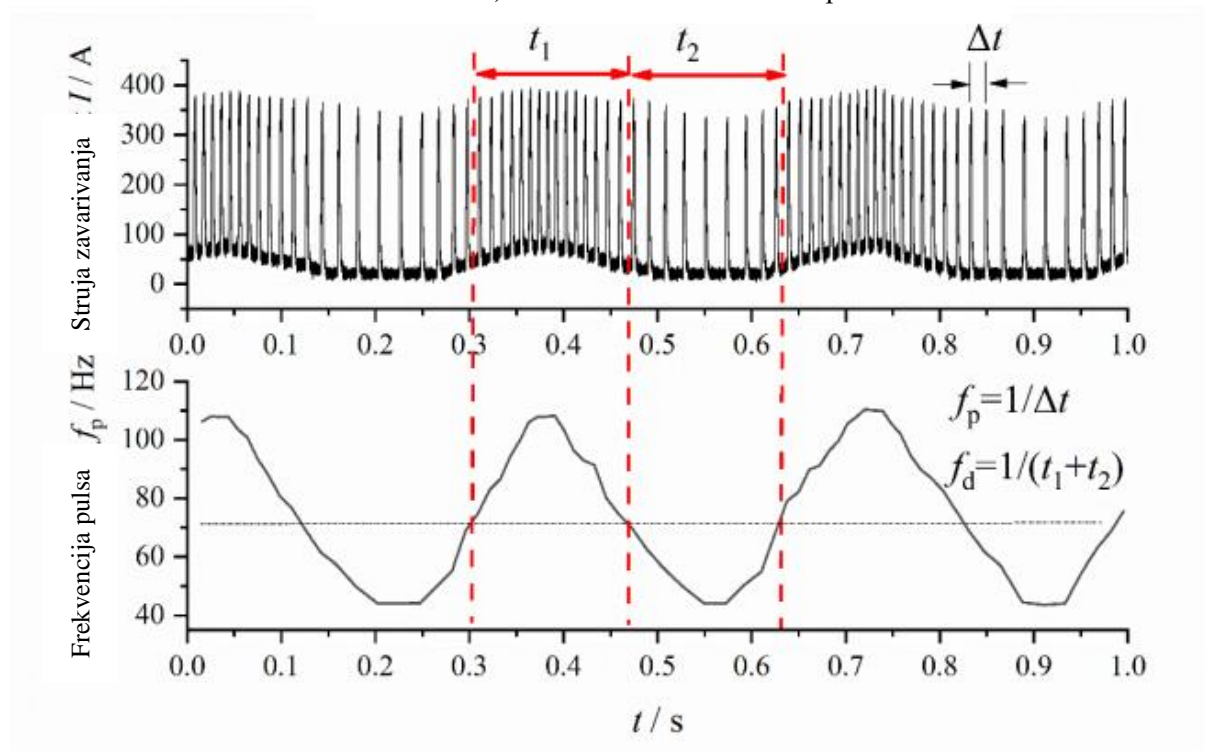 t₁ t₂ Δt
Struja zavarivanja I / A
400
300
200
100
0
0.0 0.1 0.2 0.3 0.4 0.5 0.6 0.7 0.8 0.9 1.0
Frekvencija pulsa fₚ / Hz
120
100
80
60
40
fₚ=1/Δt
f_d=1/(t₁+t₂)
0.0 0.1 0.2 0.3 0.4 0.5 0.6 0.7 0.8 0.9 1.0
t / s